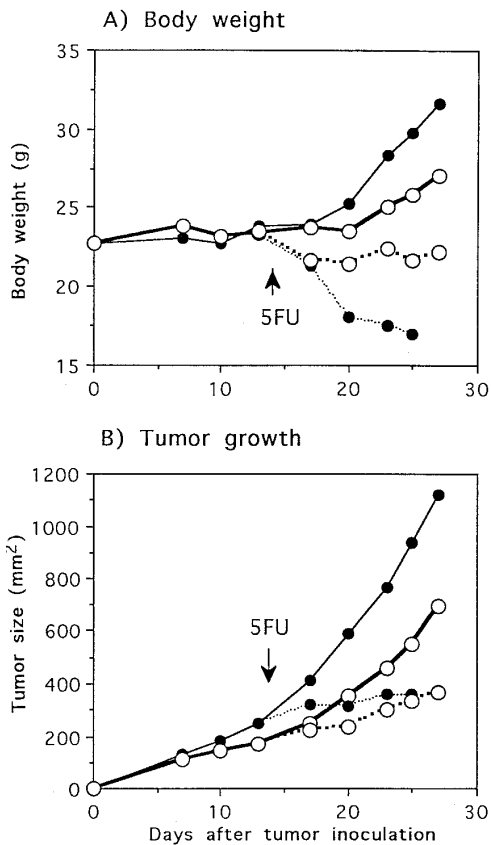 A) Body weight
35
30
25
20
15
Body weight (g)
5FU
0
10
20
30
B) Tumor growth
1200
1000
800
600
400
200
0
Tumor size (mm²)
5FU
0
10
20
30
Days after tumor inoculation